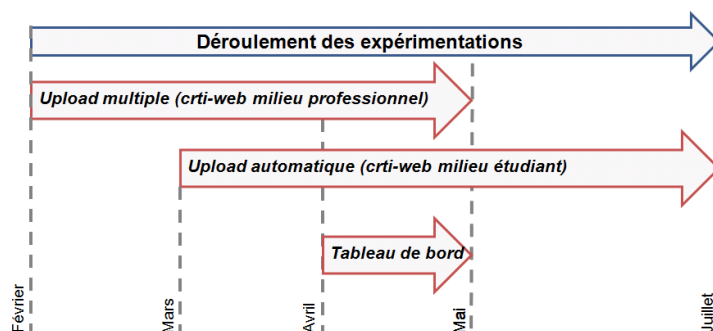 Déroulement des expérimentations
Upload multiple (crti-web milieu professionnel)
Upload automatique (crti-web milieu étudiant)
Tableau de bord
Février
Mars
Avril
Mai
Juillet